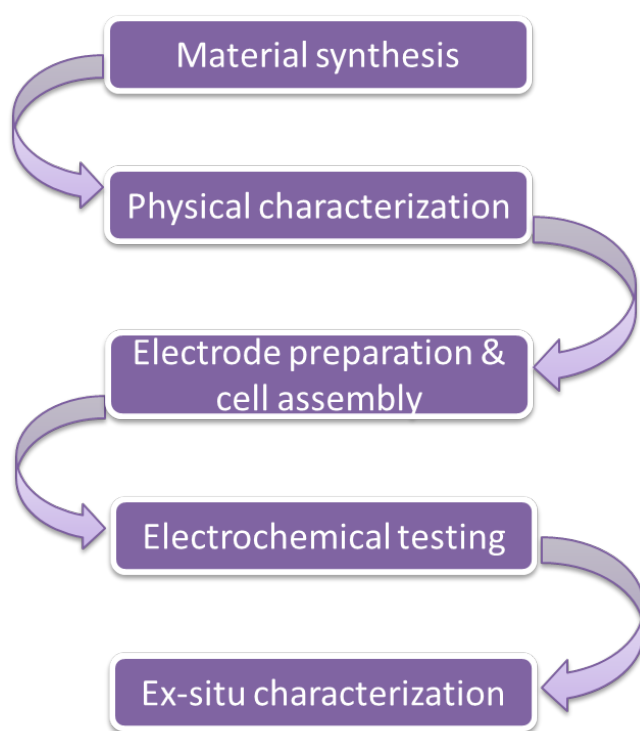 Material synthesis
Physical characterization
Electrode preparation &
cell assembly
Electrochemical testing
Ex-situ characterization